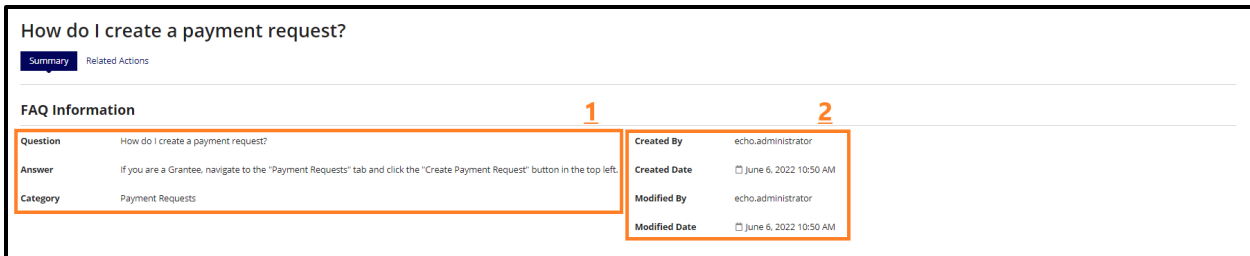 How do I create a payment request?
Summary Related Actions
FAQ Information
1
2
Question How do I create a payment request?
Answer If you are a Grantee, navigate to the "Payment Requests" tab and click the "Create Payment Request" button in the top left.
Category Payment Requests
Created By echo.administrator
Created Date June 6, 2022 10:50 AM
Modified By echo.administrator
Modified Date June 6, 2022 10:50 AM